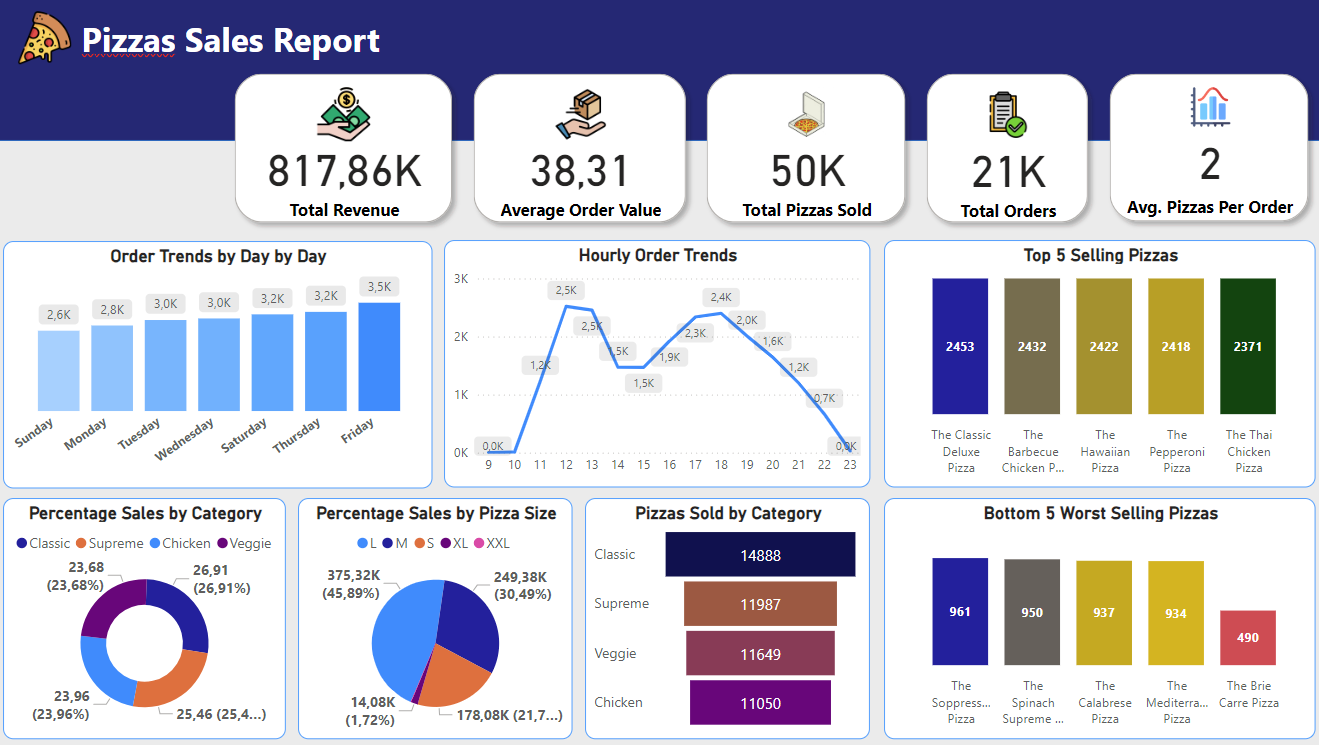 Pizzas Sales Report
817,86K
Total Revenue
38,31
Average Order Value
50K
Total Pizzas Sold
21K
Total Orders
2
Avg. Pizzas Per Order
Order Trends by Day by Day
2,6K
2,8K
3,0K
3,0K
3,2K
3,2K
3,5K
Sunday
Monday
Tuesday
Wednesday
Saturday
Thursday
Friday
Hourly Order Trends
3K
2K
1K
0K
0,0K
1,2K
2,5K
2,5K
1,5K
1,5K
1,9K
2,3K
2,4K
2,0K
1,6K
1,2K
0,7K
0,0K
9 10 11 12 13 14 15 16 17 18 19 20 21 22 23
Top 5 Selling Pizzas
2453 2432 2422 2418 2371
The Classic
Deluxe
Pizza
The
Barbecue
Chicken P...
The
Hawaiian
Pizza
The
Pepperoni
Pizza
The Thai
Chicken
Pizza
Percentage Sales by Category
Classic Supreme Chicken Veggie
23,68
(23,68%)
26,91
(26,91%)
23,96
(23,96%)
25,46 (25,4...)
Percentage Sales by Pizza Size
L M S XL XXL
375,32K
(45,89%)
249,38K
(30,49%)
14,08K
(1,72%)
178,08K (21,7...)
Pizzas Sold by Category
Classic 14888
Supreme 11987
Veggie 11649
Chicken 11050
Bottom 5 Worst Selling Pizzas
961 950 937 934 490
The
Soppress...
Pizza
The
Spinach
Supreme ...
The
Calabrese
Pizza
The
Mediterra...
Pizza
The Brie
Carre Pizza